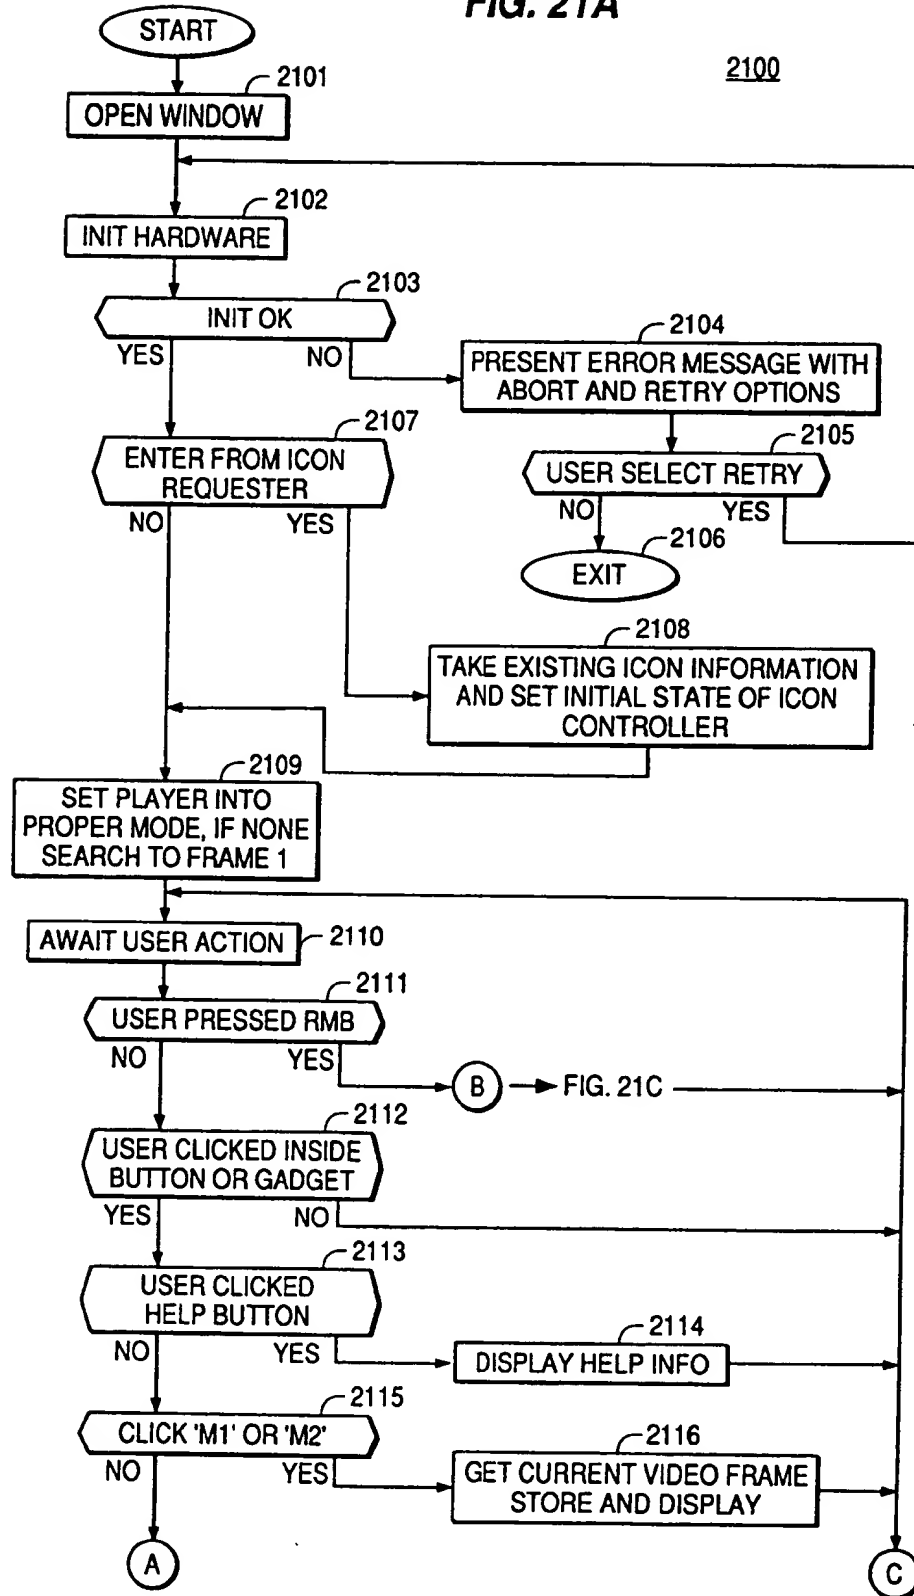 FIG. 21A
START
2100
2101
OPEN WINDOW
2102
INIT HARDWARE
2103
INIT OK
YES
NO
2104
PRESENT ERROR MESSAGE WITH
ABORT AND RETRY OPTIONS
2107
ENTER FROM ICON
REQUESTER
2105
USER SELECT RETRY
NO
YES
NO
YES
2106
EXIT
2108
TAKE EXISTING ICON INFORMATION
AND SET INITIAL STATE OF ICON
CONTROLLER
2109
SET PLAYER INTO
PROPER MODE, IF NONE
SEARCH TO FRAME 1
AWAIT USER ACTION
2110
2111
USER PRESSED RMB
NO
YES
B
FIG. 21C
2112
USER CLICKED INSIDE
BUTTON OR GADGET
YES
NO
2113
USER CLICKED
HELP BUTTON
NO
YES
2114
DISPLAY HELP INFO
2115
CLICK 'M1' OR 'M2'
NO
YES
2116
GET CURRENT VIDEO FRAME
STORE AND DISPLAY
A
C